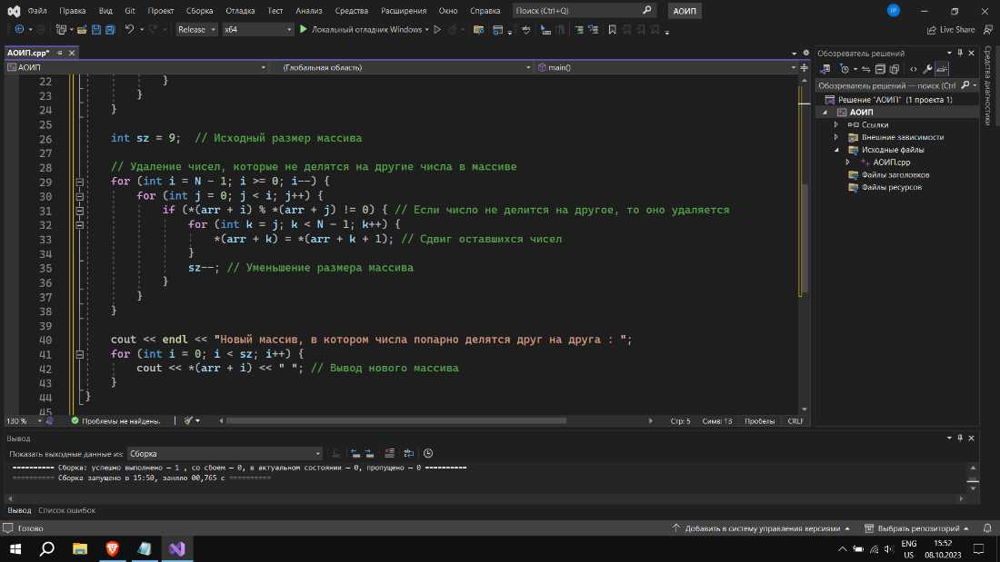 Файл Правка Вид Git Проект Сборка Отладка Тест Анализ Средства Расширения Окно Справка Поиск (Ctrl+Q) АОИП IP
Release x64 Локальный отладчик Windows Live Share
АОИП.cpp*
АОИП (Глобальная область) main()
22 }
23 }
24 }
25
26 int sz = 9; // Исходный размер массива
27
28 // Удаление чисел, которые не делятся на другие числа в массиве
29 for (int i = N - 1; i >= 0; i--) {
30 for (int j = 0; j < i; j++) {
31 if (*(arr + i) % *(arr + j) != 0) { // Если число не делится на другое, то оно удаляется
32 for (int k = j; k < N - 1; k++) {
33 *(arr + k) = *(arr + k + 1); // Сдвиг оставшихся чисел
34 }
35 sz--; // Уменьшение размера массива
36 }
37 }
38 }
39
40 cout << endl << "Новый массив, в котором числа попарно делятся друг на друга : ";
41 for (int i = 0; i < sz; i++) {
42 cout << *(arr + i) << " "; // Вывод нового массива
43 }
44 }
45
130 % Проблемы не найдены. Стр: 5 Симв: 13 Пробелы CRLF
Обозреватель решений
Обозреватель решений — поиск (Ctrl
Решение "АОИП" (1 проекта 1)
АОИП
Ссылки
Внешние зависимости
Исходные файлы
АОИП.cpp
Файлы заголовков
Файлы ресурсов
Средства диагностики
Вывод
Показать выходные данные из: Сборка
========== Сборка: успешно выполнено — 1 , со сбоем — 0, в актуальном состоянии — 0, пропущено — 0 ==========
========== Сборка запущено в 15:50, заняло 00,765 с ==========
Вывод Список ошибок
Готово Добавить в систему управления версиями Выбрать репозиторий
ENG 15:52
US 08.10.2023